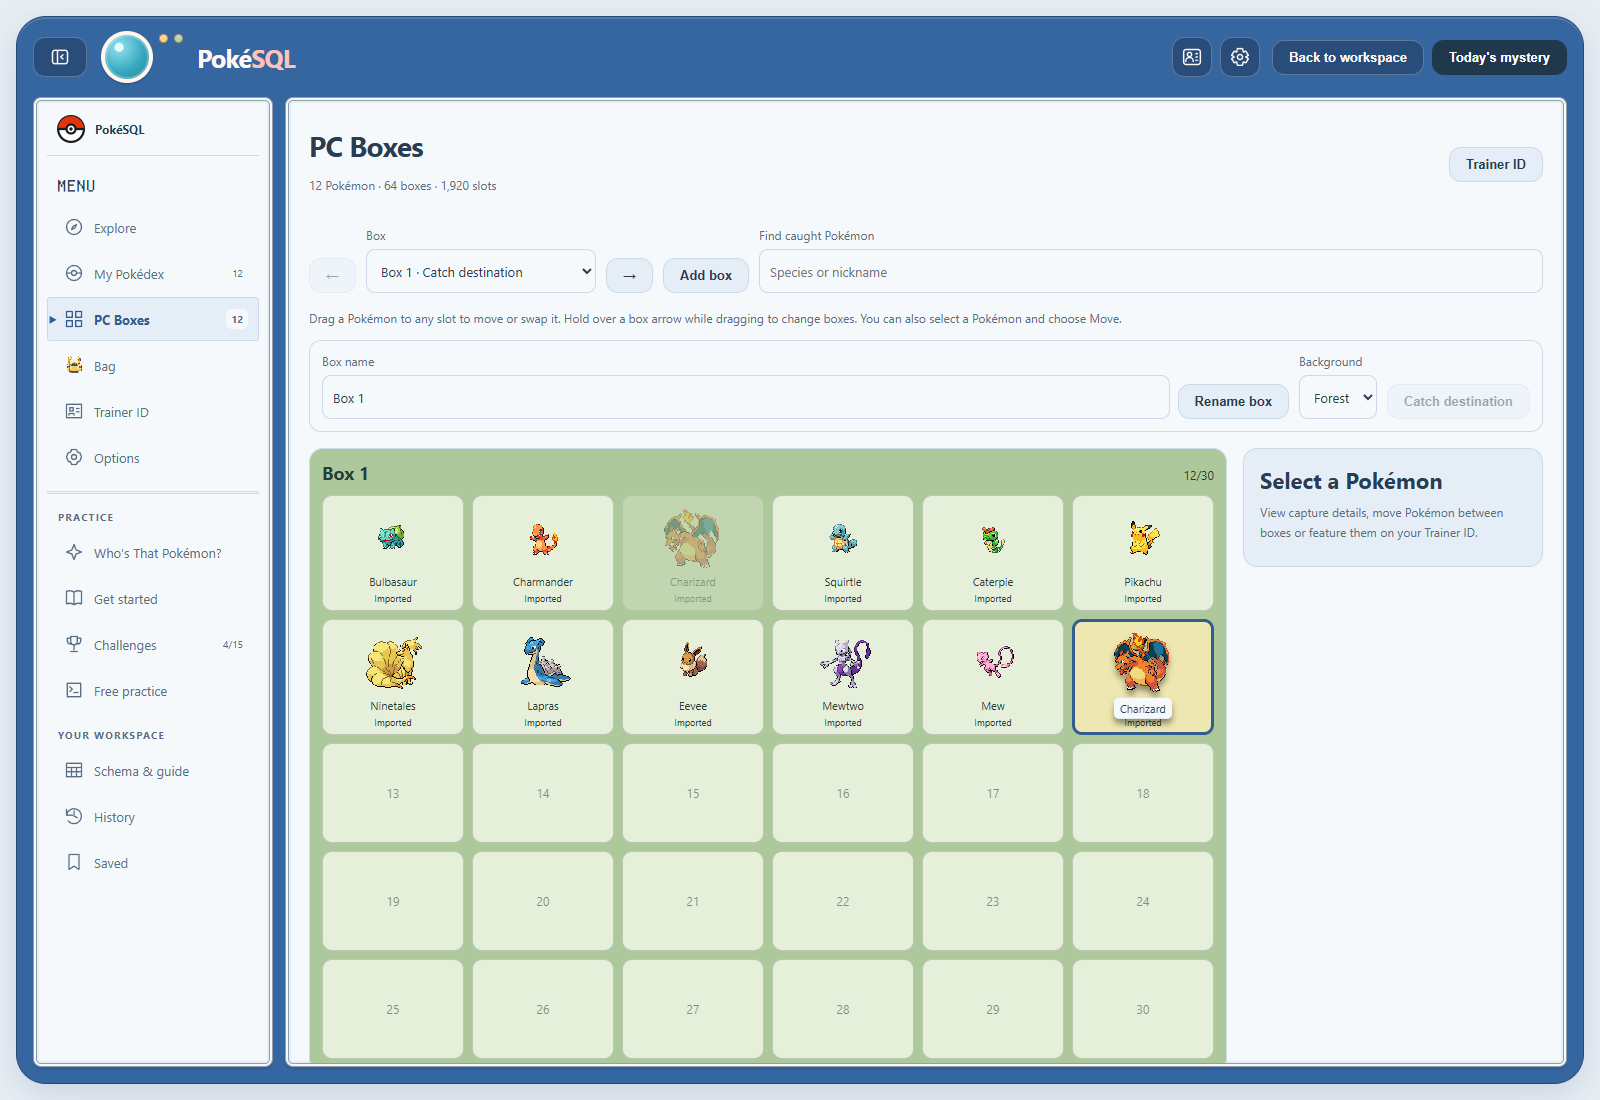 PokéSQL
Back to workspace
Today's mystery
PokéSQL
MENU
Explore
My Pokédex 12
PC Boxes 12
Bag
Trainer ID
Options
PRACTICE
Who's That Pokémon?
Get started
Challenges 4/15
Free practice
YOUR WORKSPACE
Schema & guide
History
Saved
PC Boxes
12 Pokémon · 64 boxes · 1,920 slots
Trainer ID
Box
Box 1 · Catch destination
←
→
Add box
Find caught Pokémon
Species or nickname
Drag a Pokémon to any slot to move or swap it. Hold over a box arrow while dragging to change boxes. You can also select a Pokémon and choose Move.
Box name
Box 1
Rename box
Background
Forest
Catch destination
Box 1 12/30
Bulbasaur Charmander Charizard Squirtle Caterpie Pikachu
Imported Imported Imported Imported Imported Imported
Ninetales Lapras Eevee Mewtwo Mew Charizard
Imported Imported Imported Imported Imported Imported
13 14 15 16 17 18
19 20 21 22 23 24
25 26 27 28 29 30
Select a Pokémon
View capture details, move Pokémon between
boxes or feature them on your Trainer ID.